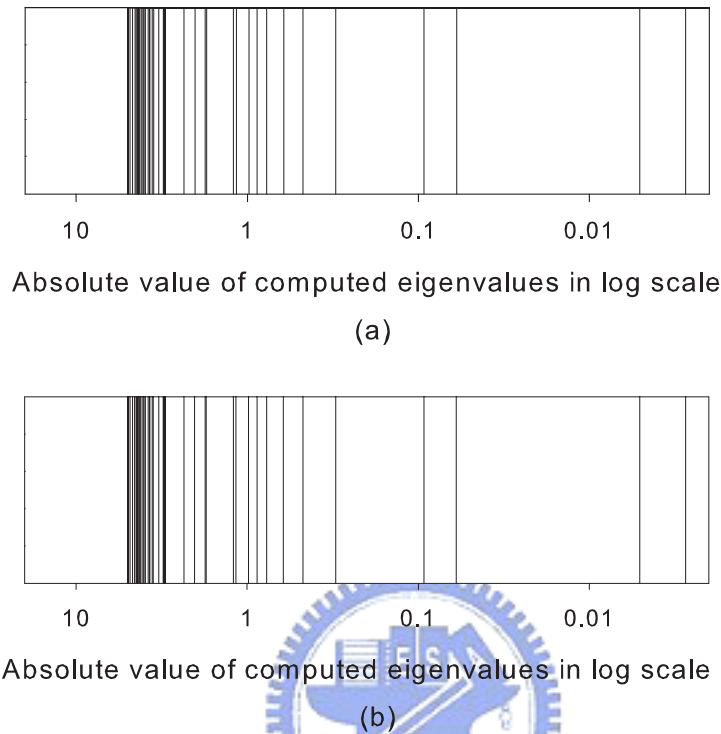 10 1 0.1 0.01
Absolute value of computed eigenvalues in log scale
(a)
10 1 0.1 0.01
Absolute value of computed eigenvalues in log scale
(b)